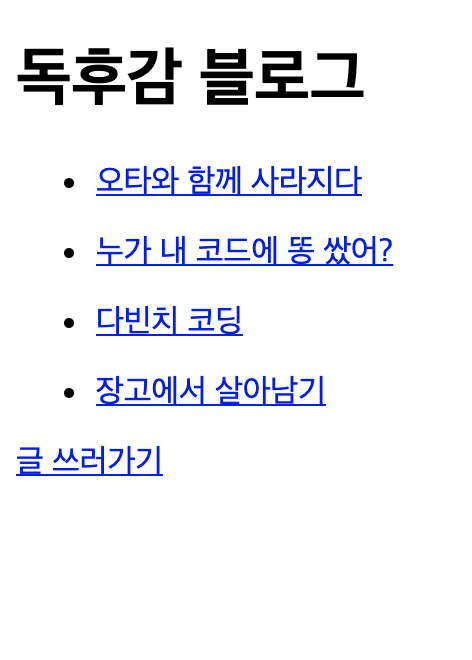 독후감 블로그
오타와 함께 사라지다
누가 내 코드에 똥 쌌어?
다빈치 코딩
장고에서 살아남기
글 쓰러가기